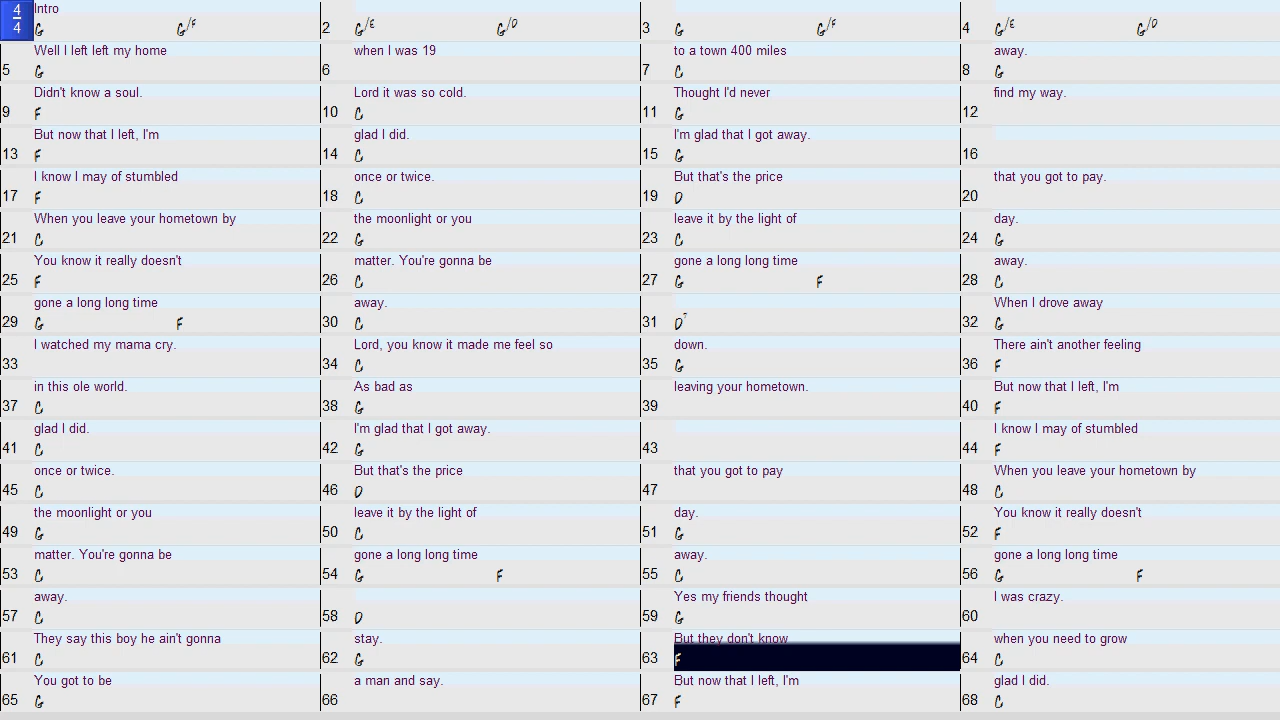 4/4 Intro
G G/F 2 G/E G/D 3 G G/F 4 G/E G/D
Well I left left my home when I was 19 to a town 400 miles away.
5 G 6 7 C 8 G
Didn't know a soul. Lord it was so cold. Thought I'd never find my way.
9 F 10 C 11 G 12
But now that I left, I'm glad I did. I'm glad that I got away.
13 F 14 C 15 G 16
I know I may of stumbled once or twice. But that's the price that you got to pay.
17 F 18 C 19 D 20
When you leave your hometown by the moonlight or you leave it by the light of day.
21 C 22 G 23 C 24 G
You know it really doesn't matter. You're gonna be gone a long long time away.
25 F 26 C 27 G F 28 C
gone a long long time away. When I drove away
29 G F 30 C 31 D7 32 G
I watched my mama cry. Lord, you know it made me feel so down. There ain't another feeling
33 34 C 35 G 36 F
in this ole world. As bad as leaving your hometown. But now that I left, I'm
37 C 38 G 39 40 F
glad I did. I'm glad that I got away. I know I may of stumbled
41 C 42 G 43 44 F
once or twice. But that's the price that you got to pay When you leave your hometown by
45 C 46 D 47 48 C
the moonlight or you leave it by the light of day. You know it really doesn't
49 G 50 C 51 G 52 F
matter. You're gonna be gone a long long time away. gone a long long time
53 C 54 G F 55 C 56 G F
away. Yes my friends thought I was crazy.
57 C 58 D 59 G 60
They say this boy he ain't gonna stay. But they don't know when you need to grow
61 C 62 G 63 F 64 C
You got to be a man and say. But now that I left, I'm glad I did.
65 G 66 67 F 68 C